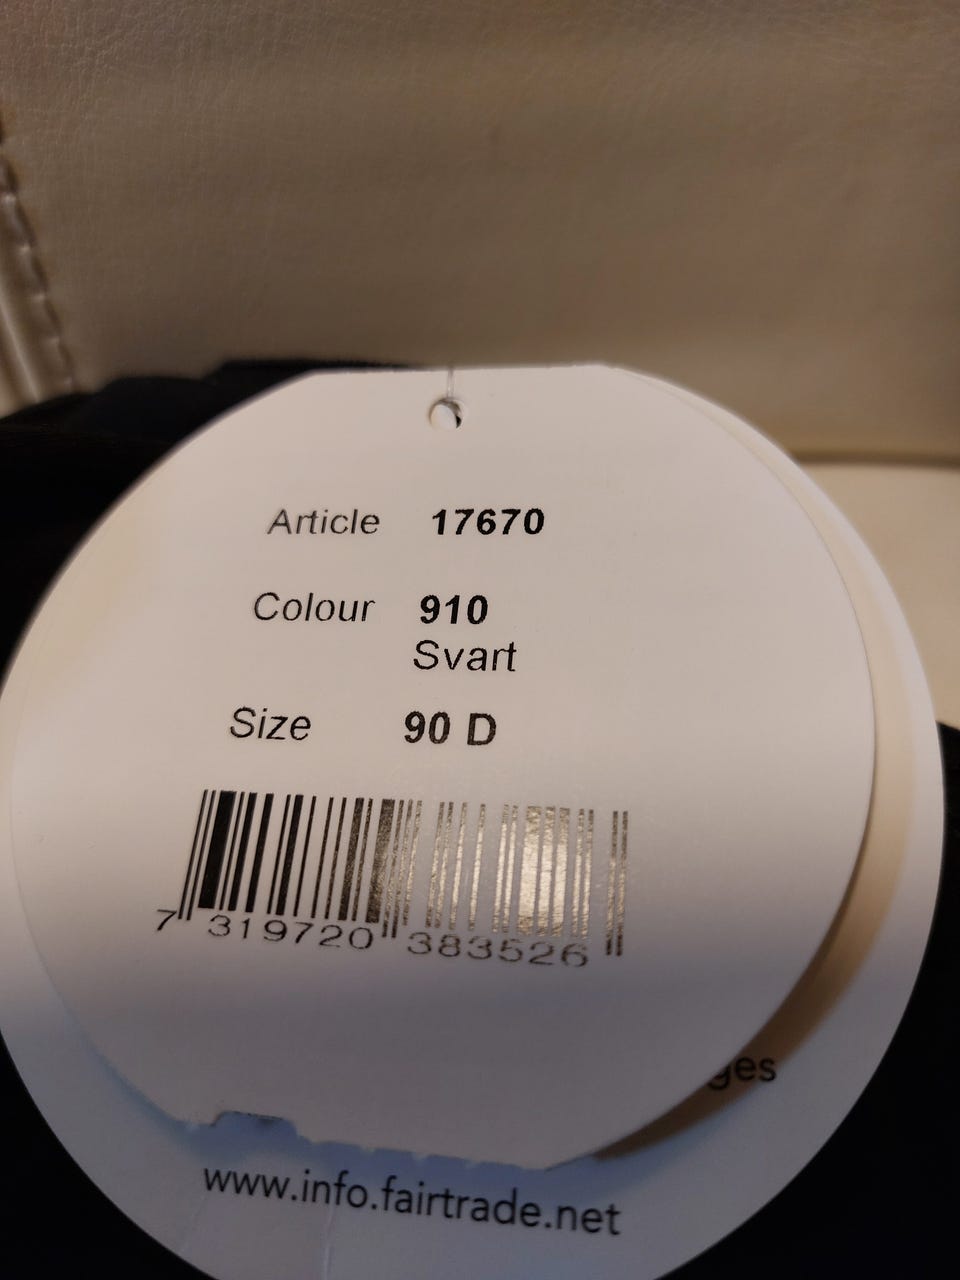 Article 17670
Colour 910
Svart
Size 90 D
7 319720 383526
ges
www.info.fairtrade.net